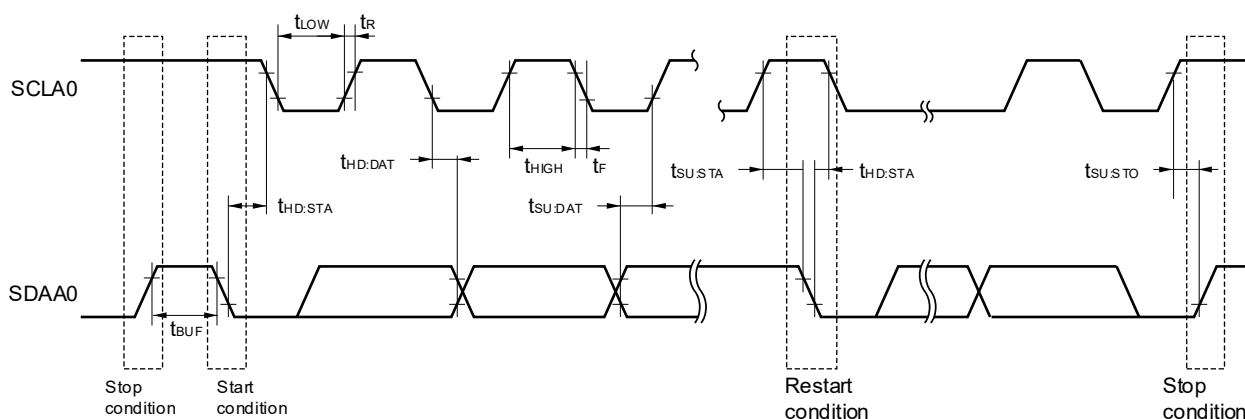 tLOW tR
SCLA0
tHD:DAT tHIGH tF tSU:STA tHD:STA tSU:STO
tHD:STA tSU:DAT
SDAA0
tBUF
Stop condition
Start condition
Restart condition
Stop condition